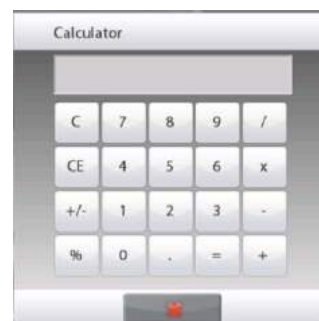 Calculator
C 7 8 9 /
CE 4 5 6 x
+/- 1 2 3 -
% 0 . = +